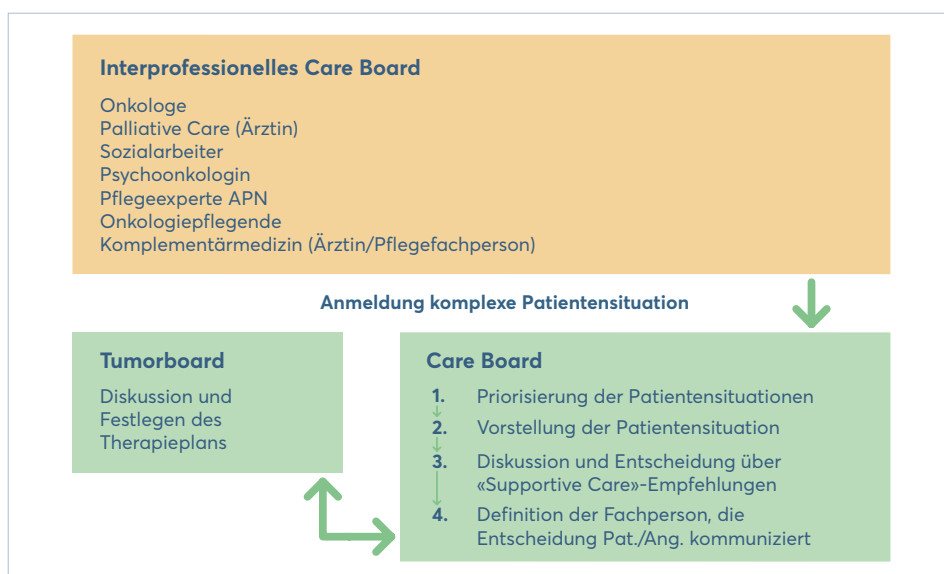 Interprofessionelles Care Board
Onkologe
Palliative Care (Ärztin)
Sozialarbeiter
Psychoonkologin
Pflegeexperte APN
Onkologiepflegende
Komplementärmedizin (Ärztin/Pflegefachperson)
Anmeldung komplexe Patientensituation
Tumorboard
Diskussion und
Festlegen des
Therapieplans
Care Board
1. Priorisierung der Patientensituationen
2. Vorstellung der Patientensituation
3. Diskussion und Entscheidung über
«Supportive Care»-Empfehlungen
4. Definition der Fachperson, die
Entscheidung Pat./Ang. kommuniziert